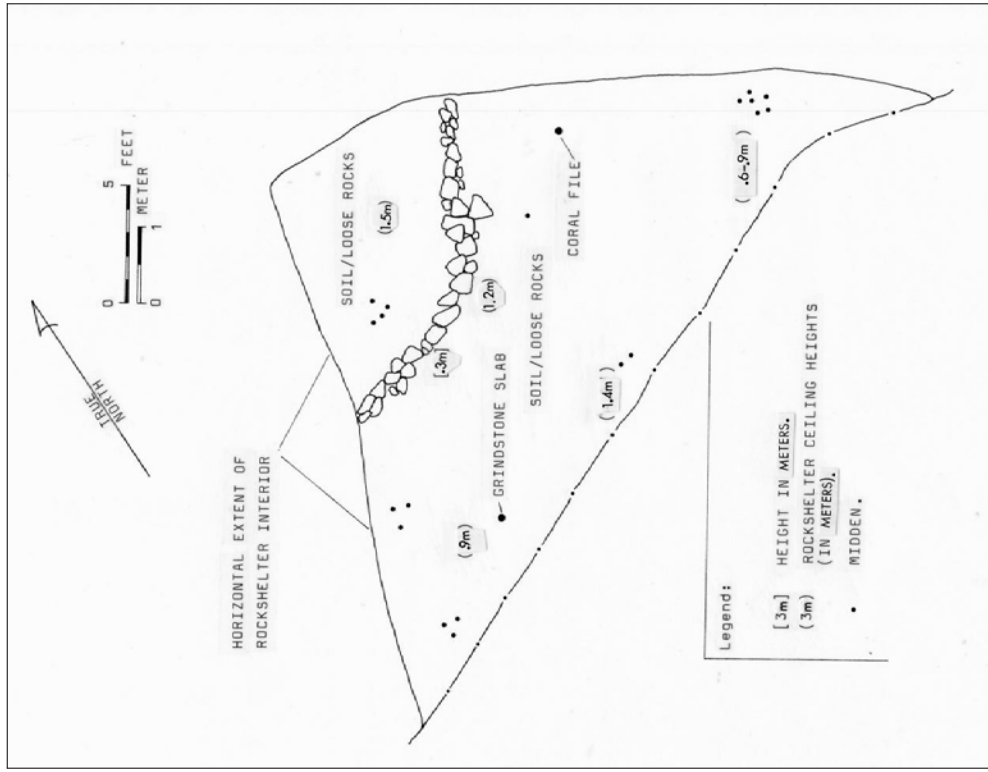 TRUE
NORTH
0 5 FEET
0 1 METER
HORIZONTAL EXTENT OF
ROCKSHELTER INTERIOR
SOIL/LOOSE ROCKS
(1.5m)
[.3m]
(1.2m)
(.9m)
GRINDSTONE SLAB
SOIL/LOOSE ROCKS
CORAL FILE
(1.4m)
(.6-.9m)
Legend:
[3m] HEIGHT IN METERS.
(3m) ROCKSHELTER CEILING HEIGHTS
(IN METERS).
• MIDDEN.